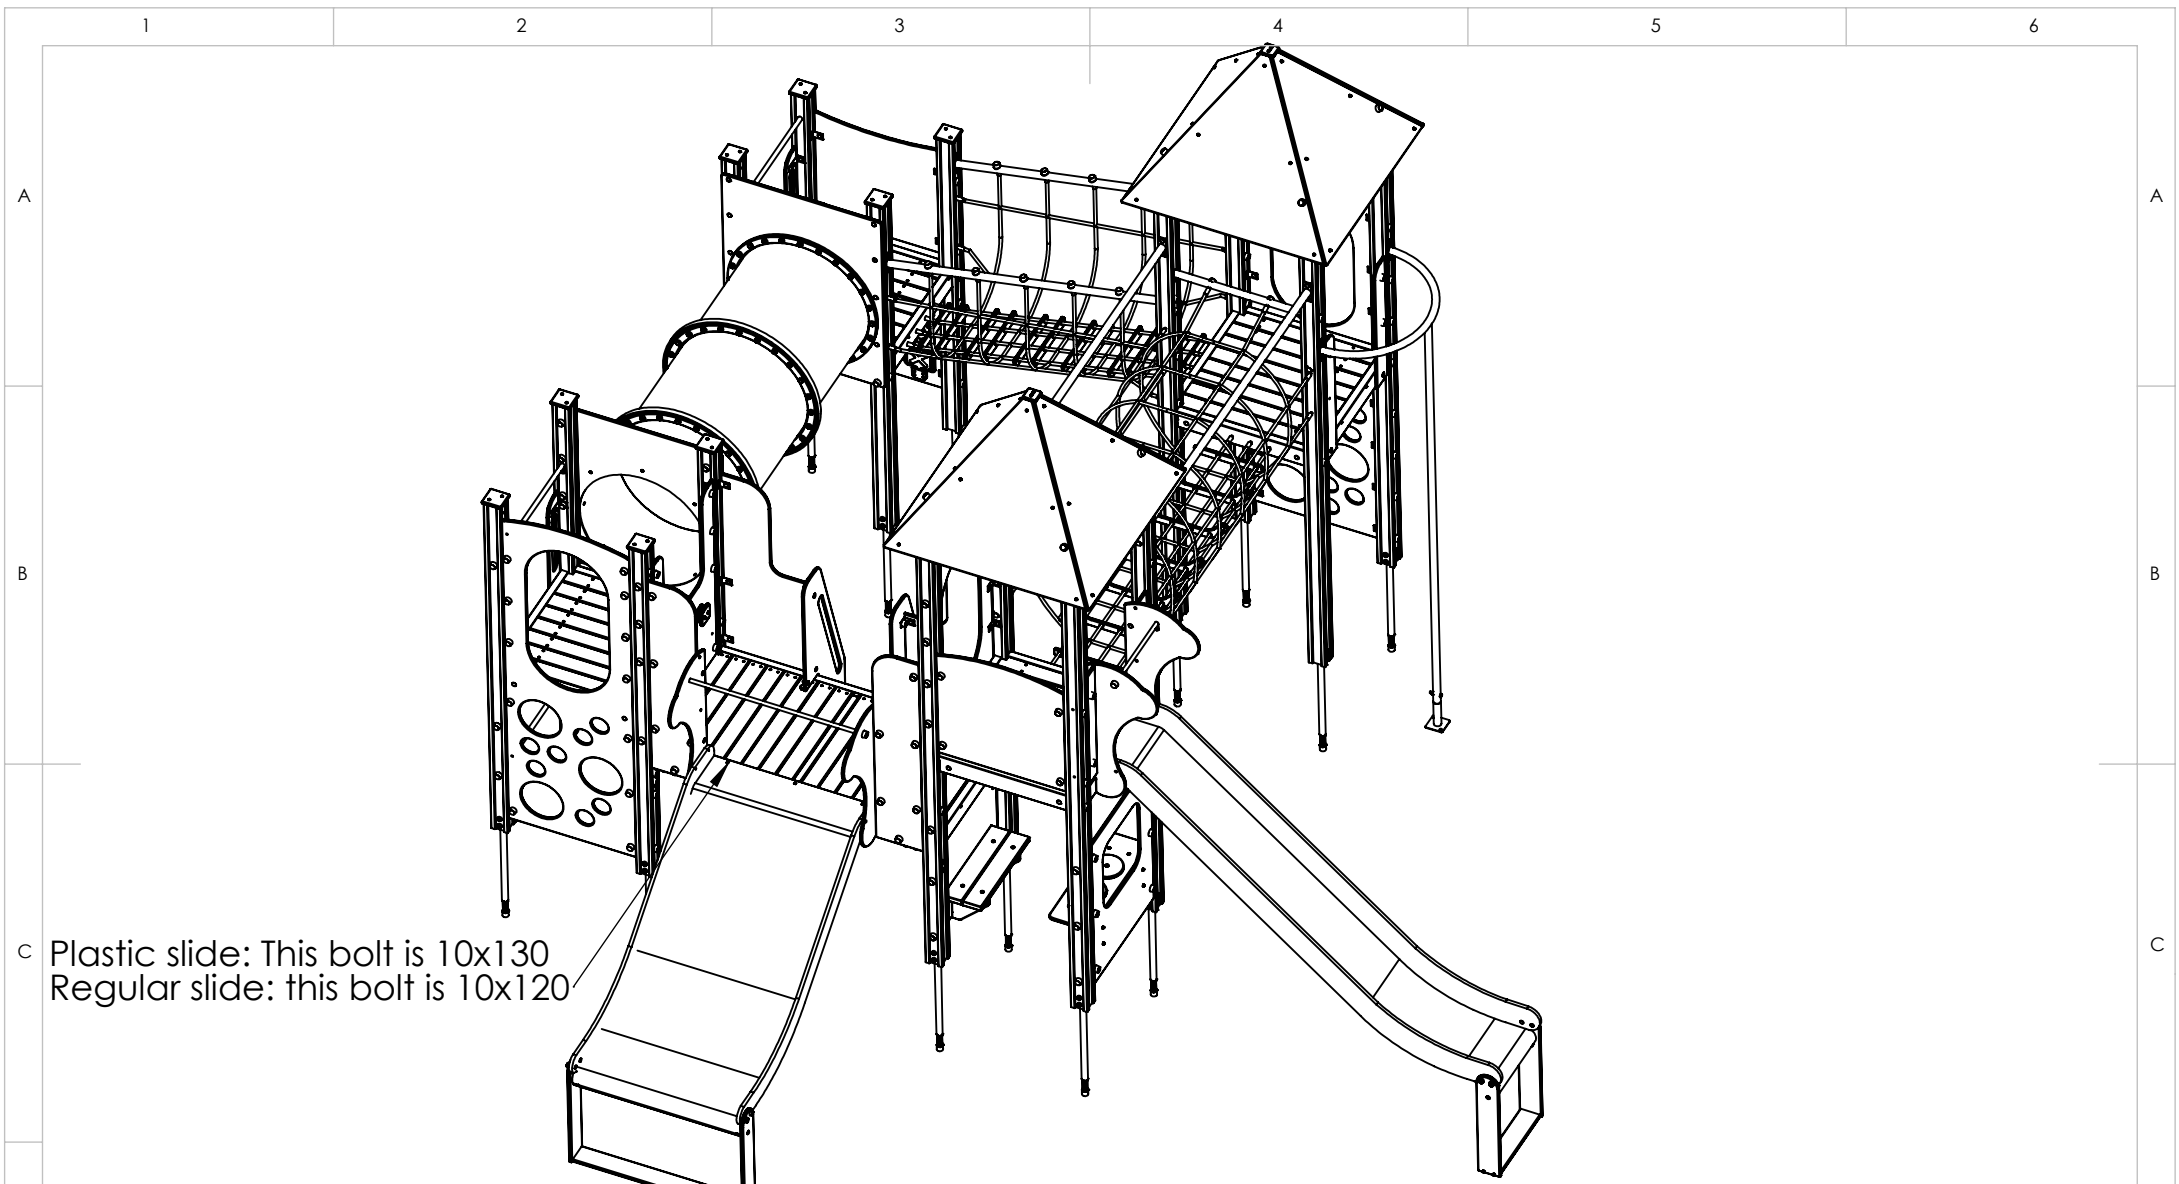 1 2 3 4 5 6
A A
B B
C Plastic slide: This bolt is 10x130 C
Regular slide: this bolt is 10x120